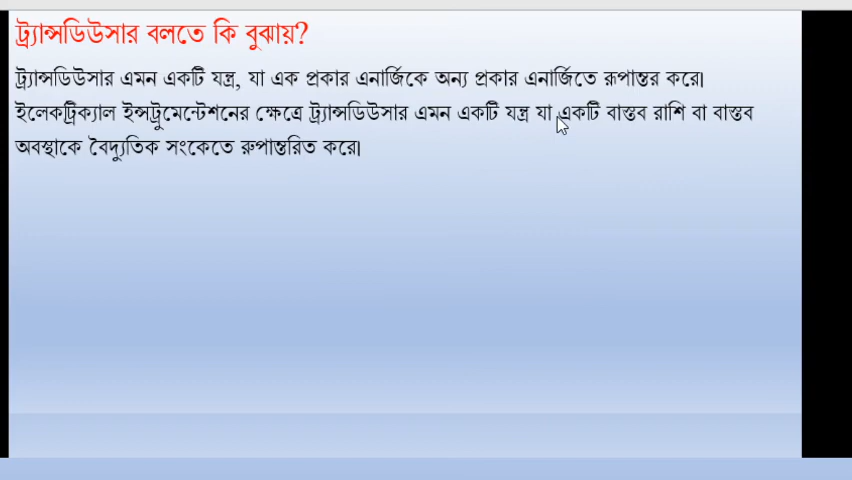 ট্র্যান্সডিউসার বলতে কি বুঝায়?
ট্র্যান্সডিউসার এমন একটি যন্ত্র, যা এক প্রকার এনার্জিকে অন্য প্রকার এনার্জিতে রূপান্তর করে।
ইলেকট্রিক্যাল ইন্সট্রুমেন্টেশনের ক্ষেত্রে ট্র্যান্সডিউসার এমন একটি যন্ত্র যা একটি বাস্তব রাশি বা বাস্তব
অবস্থাকে বৈদ্যুতিক সংকেতে রুপান্তরিত করে।